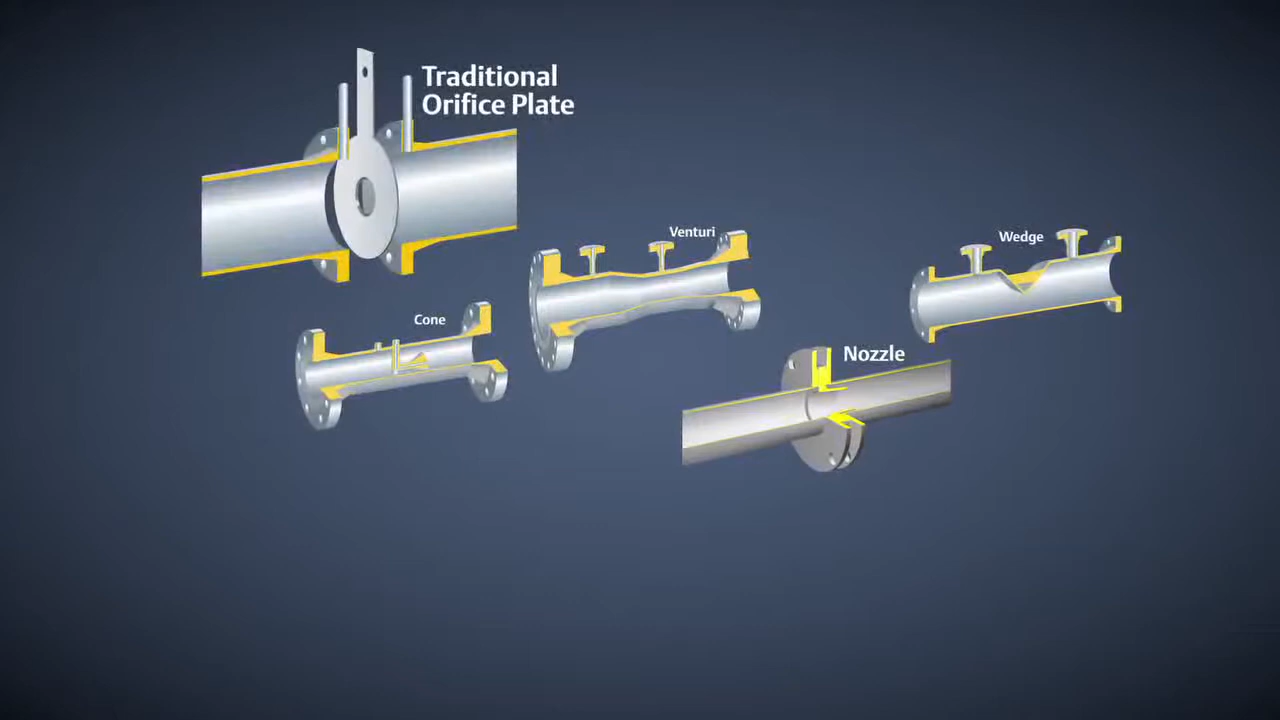 Traditional
Orifice Plate
Venturi
Wedge
Cone
Nozzle